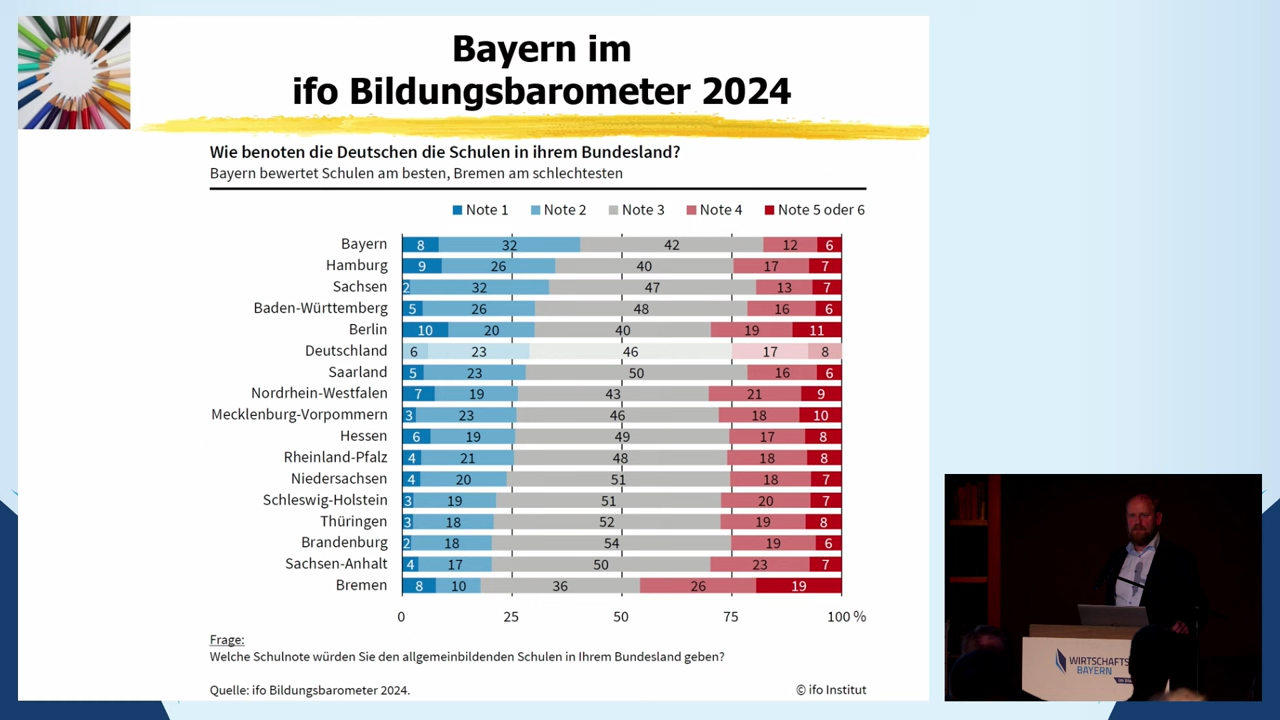 Bayern im
ifo Bildungsbarometer 2024
Wie benoten die Deutschen die Schulen in ihrem Bundesland?
Bayern bewertet Schulen am besten, Bremen am schlechtesten
Note 1 Note 2 Note 3 Note 4 Note 5 oder 6
Bayern 8 32 42 12 6
Hamburg 9 26 40 17 7
Sachsen 2 32 47 13 7
Baden-Württemberg 5 26 48 16 6
Berlin 10 20 40 19 11
Deutschland 6 23 46 17 8
Saarland 5 23 50 16 6
Nordrhein-Westfalen 7 19 43 21 9
Mecklenburg-Vorpommern 3 23 46 18 10
Hessen 6 19 49 17 8
Rheinland-Pfalz 4 21 48 18 8
Niedersachsen 4 20 51 18 7
Schleswig-Holstein 3 19 51 20 7
Thüringen 3 18 52 19 8
Brandenburg 2 18 54 19 6
Sachsen-Anhalt 4 17 50 23 7
Bremen 8 10 36 26 19
0 25 50 75 100 %
Frage:
Welche Schulnote würden Sie den allgemeinbildenden Schulen in Ihrem Bundesland geben?
Quelle: ifo Bildungsbarometer 2024. © ifo Institut
WIRTSCHAFTS
BAYERN